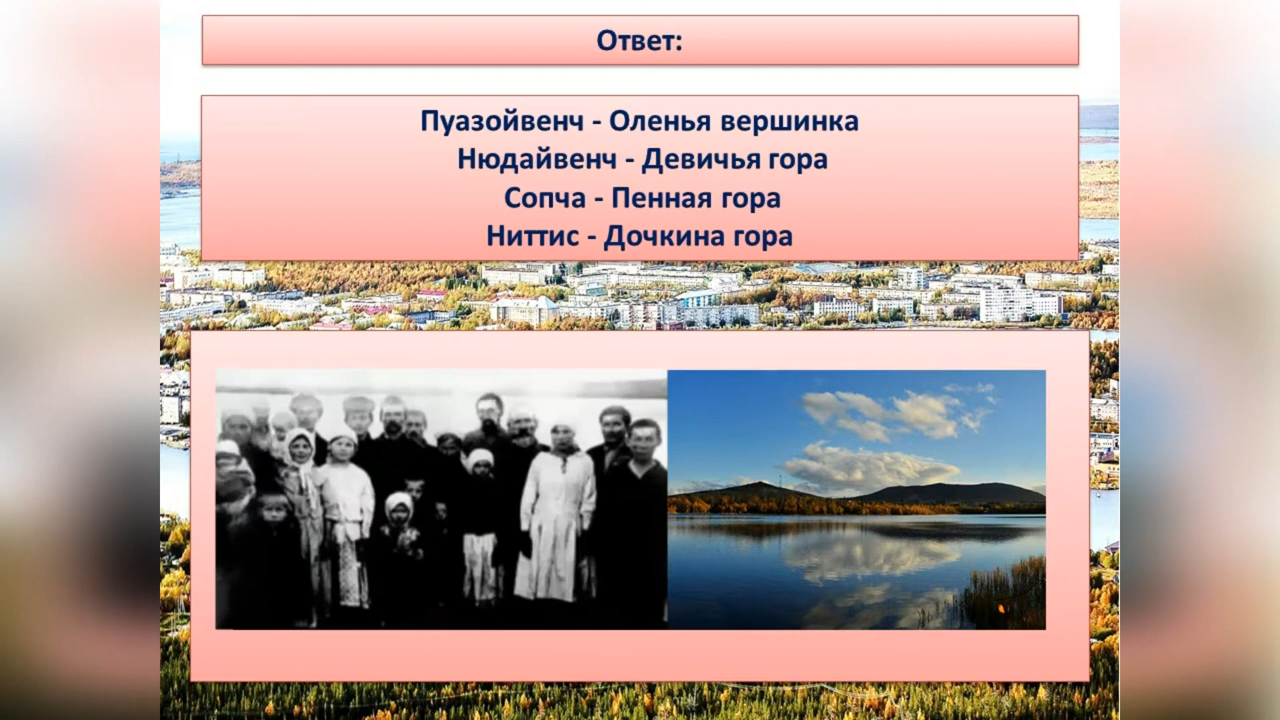 Ответ:
Пуазойвенч - Оленья вершинка
Нюдайвенч - Девичья гора
Сопча - Пенная гора
Ниттис - Дочкина гора